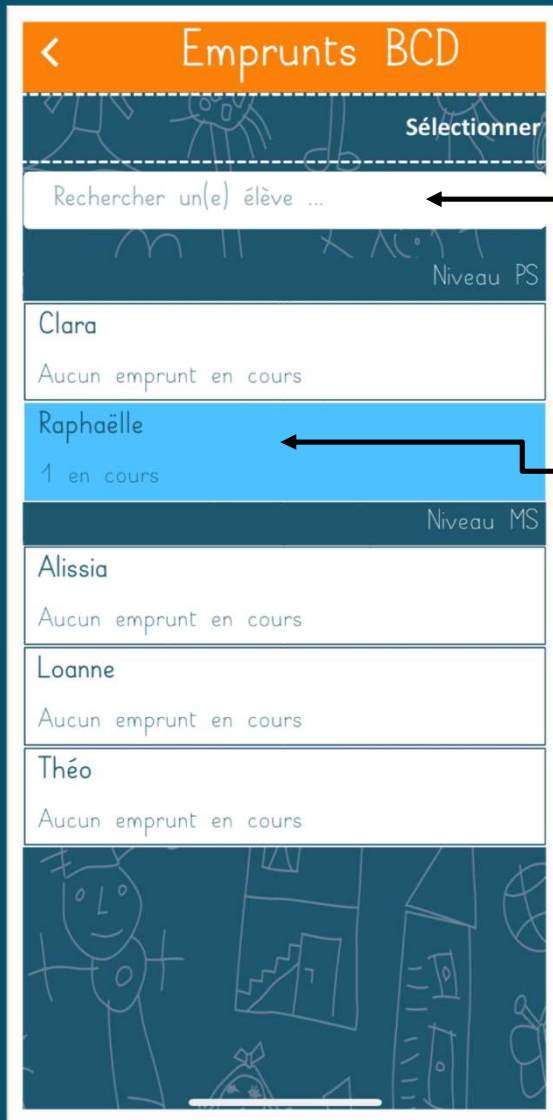 Emprunts BCD
Sélectionner
Rechercher un(e) élève ...
Niveau PS
Clara
Aucun emprunt en cours
Raphaëlle
1 en cours
Niveau MS
Alissia
Aucun emprunt en cours
Loanne
Aucun emprunt en cours
Théo
Aucun emprunt en cours